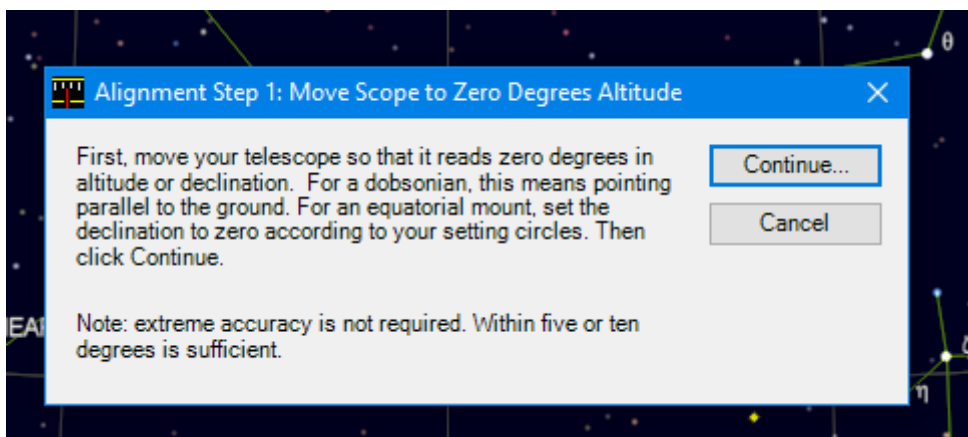 θ
Alignment Step 1: Move Scope to Zero Degrees Altitude
First, move your telescope so that it reads zero degrees in
altitude or declination.  For a dobsonian, this means pointing
parallel to the ground. For an equatorial mount, set the
declination to zero according to your setting circles. Then
click Continue.
Continue...
Cancel
Note: extreme accuracy is not required. Within five or ten
degrees is sufficient.
η